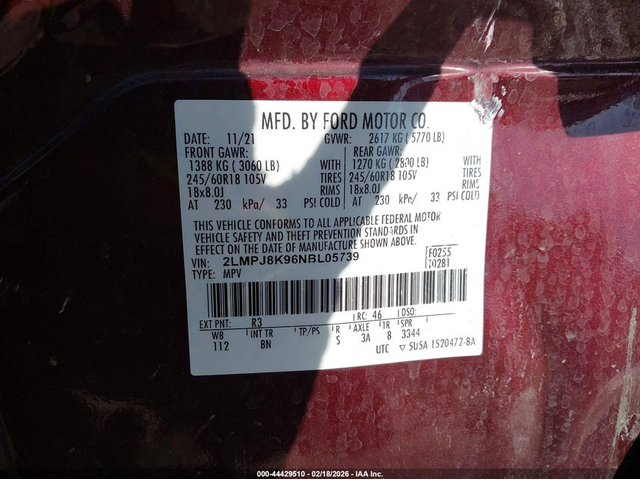 MFD. BY FORD MOTOR CO.
DATE: 11/21 GVWR: 2617 KG ( 5770 LB)
FRONT GAWR: REAR GAWR:
1388 KG ( 3060 LB) WITH 1270 KG ( 2800 LB) WITH
245/60R18 105V TIRES 245/60R18 105V TIRES
18x8.0J RIMS 18x8.0J RIMS
AT 230 kPa/ 33 PSI COLD AT 230 kPa/ 33 PSI COLD
THIS VEHICLE CONFORMS TO ALL APPLICABLE FEDERAL MOTOR
VEHICLE SAFETY AND THEFT PREVENTION STANDARDS IN
EFFECT ON THE DATE OF MANUFACTURE SHOWN ABOVE.
VIN: 2LMPJ8K96NBL05739 F0255
TYPE: MPV T0281
EXT PNT: R3 RC: 46 DSO:
WB INT TR TP/PS R AXLE TR SPR
112 BN S 3A 8 3344
UTC ▽ 5U5A 1520472-BA
000-44429510 - 02/18/2026 - IAA Inc.